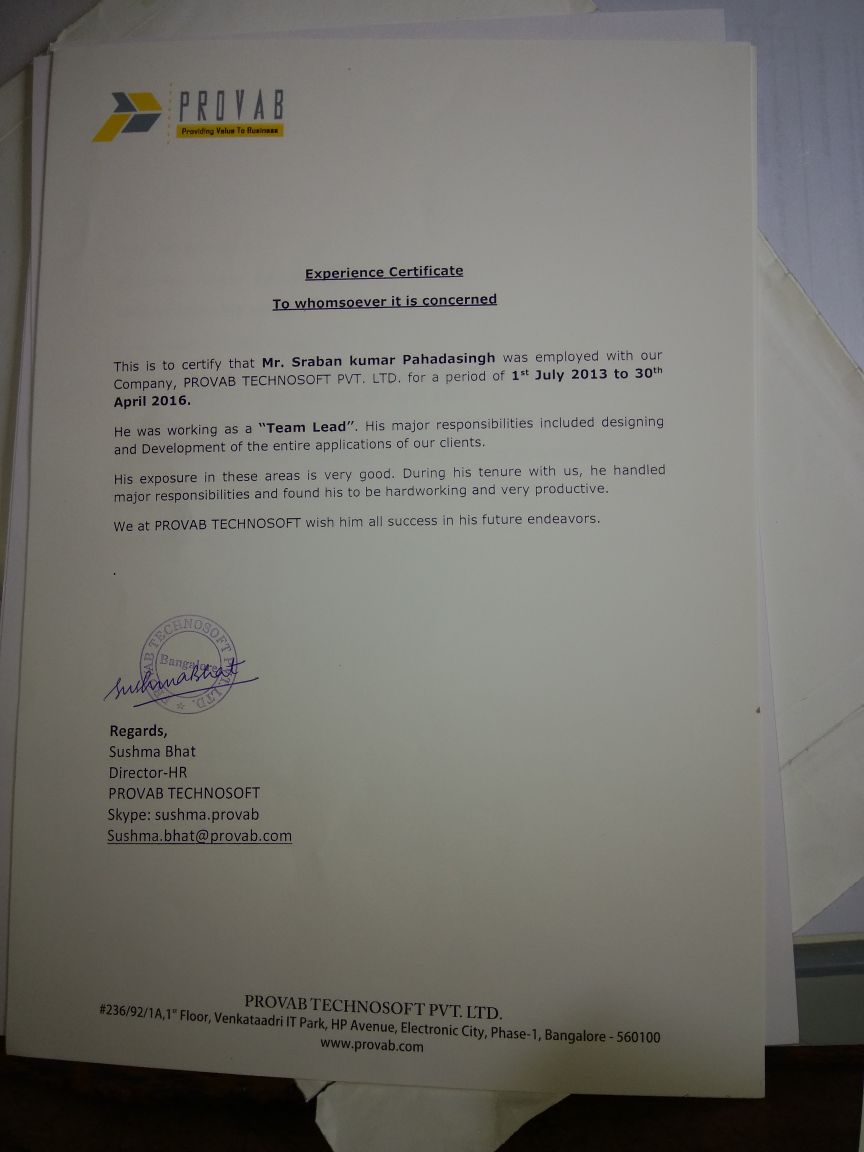 PROVAB
Providing Value To Business
Experience Certificate
To whomsoever it is concerned
This is to certify that Mr. Sraban kumar Pahadasingh was employed with our
Company, PROVAB TECHNOSOFT PVT. LTD. for a period of 1st July 2013 to 30th
April 2016.
He was working as a “Team Lead”. His major responsibilities included designing
and Development of the entire applications of our clients.
His exposure in these areas is very good. During his tenure with us, he handled
major responsibilities and found his to be hardworking and very productive.
We at PROVAB TECHNOSOFT wish him all success in his future endeavors.
.
PROVAB TECHNOSOFT PVT. LTD.
Bangalore
SushmaBhat
Regards,
Sushma Bhat
Director-HR
PROVAB TECHNOSOFT
Skype: sushma.provab
Sushma.bhat@provab.com
PROVAB TECHNOSOFT PVT. LTD.
#236/92/1A,1st Floor, Venkataadri IT Park, HP Avenue, Electronic City, Phase-1, Bangalore - 560100
www.provab.com